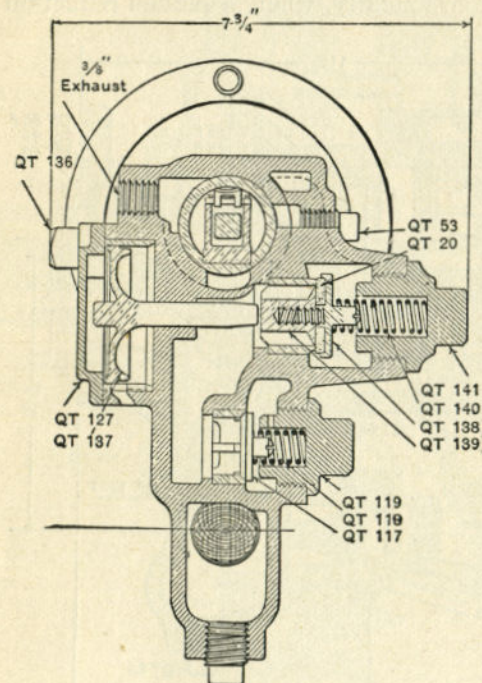 7-3/4"
3/8"
Exhaust
QT 136
QT 53
QT 20
QT 141
QT 140
QT 138
QT 139
QT 127
QT 137
QT 119
QT 118
QT 117